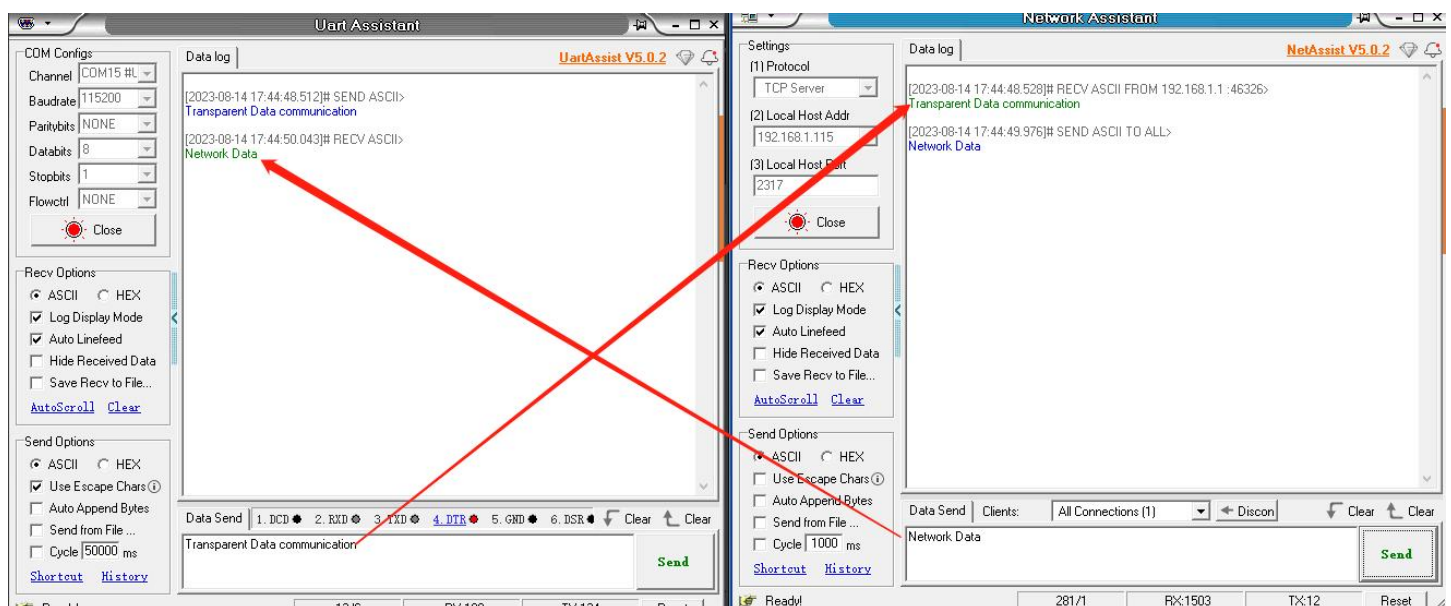 Uart Assistant
COM Configs
Channel COM15 #U
Baudrate 115200
Paritybits NONE
Databits 8
Stopbits 1
Flowctrl NONE
Close
Recv Options
ASCII HEX
Log Display Mode
Auto Linefeed
Hide Received Data
Save Recv to File...
AutoScroll Clear
Send Options
ASCII HEX
Use Escape Chars
Auto Append Bytes
Send from File ...
Cycle 50000 ms
Shortcut History
Data log UartAssist V5.0.2
[2023-08-14 17:44:48.512]# SEND ASCII>
Transparent Data communication
[2023-08-14 17:44:50.043]# RECV ASCII>
Network Data
Data Send 1. DCD 2. RXD 3. TXD 4. DTR 5. GND 6. DSR Clear Clear
Transparent Data communication
Send
Network Assistant
Settings
(1) Protocol
TCP Server
(2) Local Host Addr
192.168.1.115
(3) Local Host Port
2317
Close
Recv Options
ASCII HEX
Log Display Mode
Auto Linefeed
Hide Received Data
Save Recv to File...
AutoScroll Clear
Send Options
ASCII HEX
Use Escape Chars
Auto Append Bytes
Send from File ...
Cycle 1000 ms
Shortcut History
Data log NetAssist V5.0.2
[2023-08-14 17:44:48.528]# RECV ASCII FROM 192.168.1.1 :46326>
Transparent Data communication
[2023-08-14 17:44:49.976]# SEND ASCII TO ALL>
Network Data
Data Send Clients: All Connections (1) Discon Clear Clear
Network Data
Send
Ready! 281/1 RX:1503 TX:12 Reset